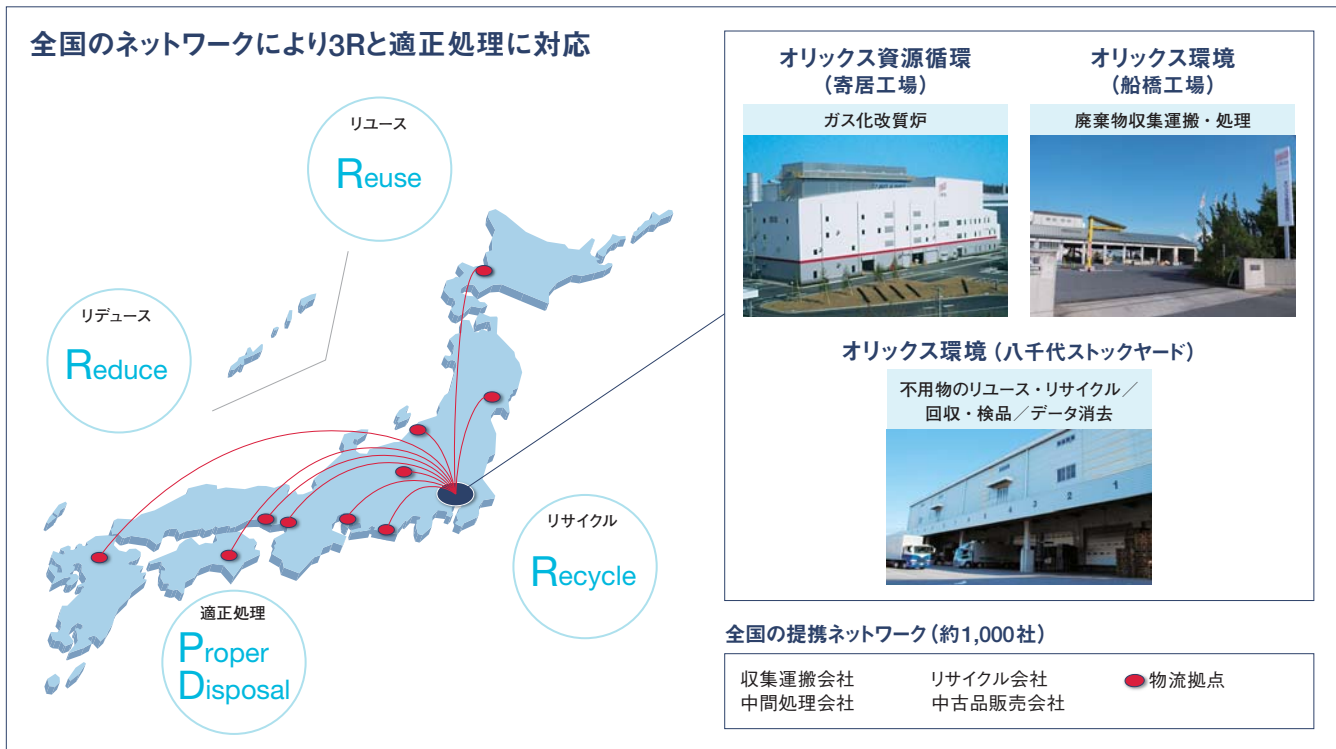 全国のネットワークにより3Rと適正処理に対応
リユース
Reuse
リデュース
Reduce
リサイクル
Recycle
適正処理
Proper
Disposal
オリックス資源循環
（寄居工場）
ガス化改質炉
オリックス環境
（船橋工場）
廃棄物収集運搬・処理
オリックス環境（八千代ストックヤード）
不用物のリユース・リサイクル／
回収・検品／データ消去
4 3 2 1
全国の提携ネットワーク（約1,000社）
収集運搬会社 リサイクル会社 物流拠点
中間処理会社 中古品販売会社